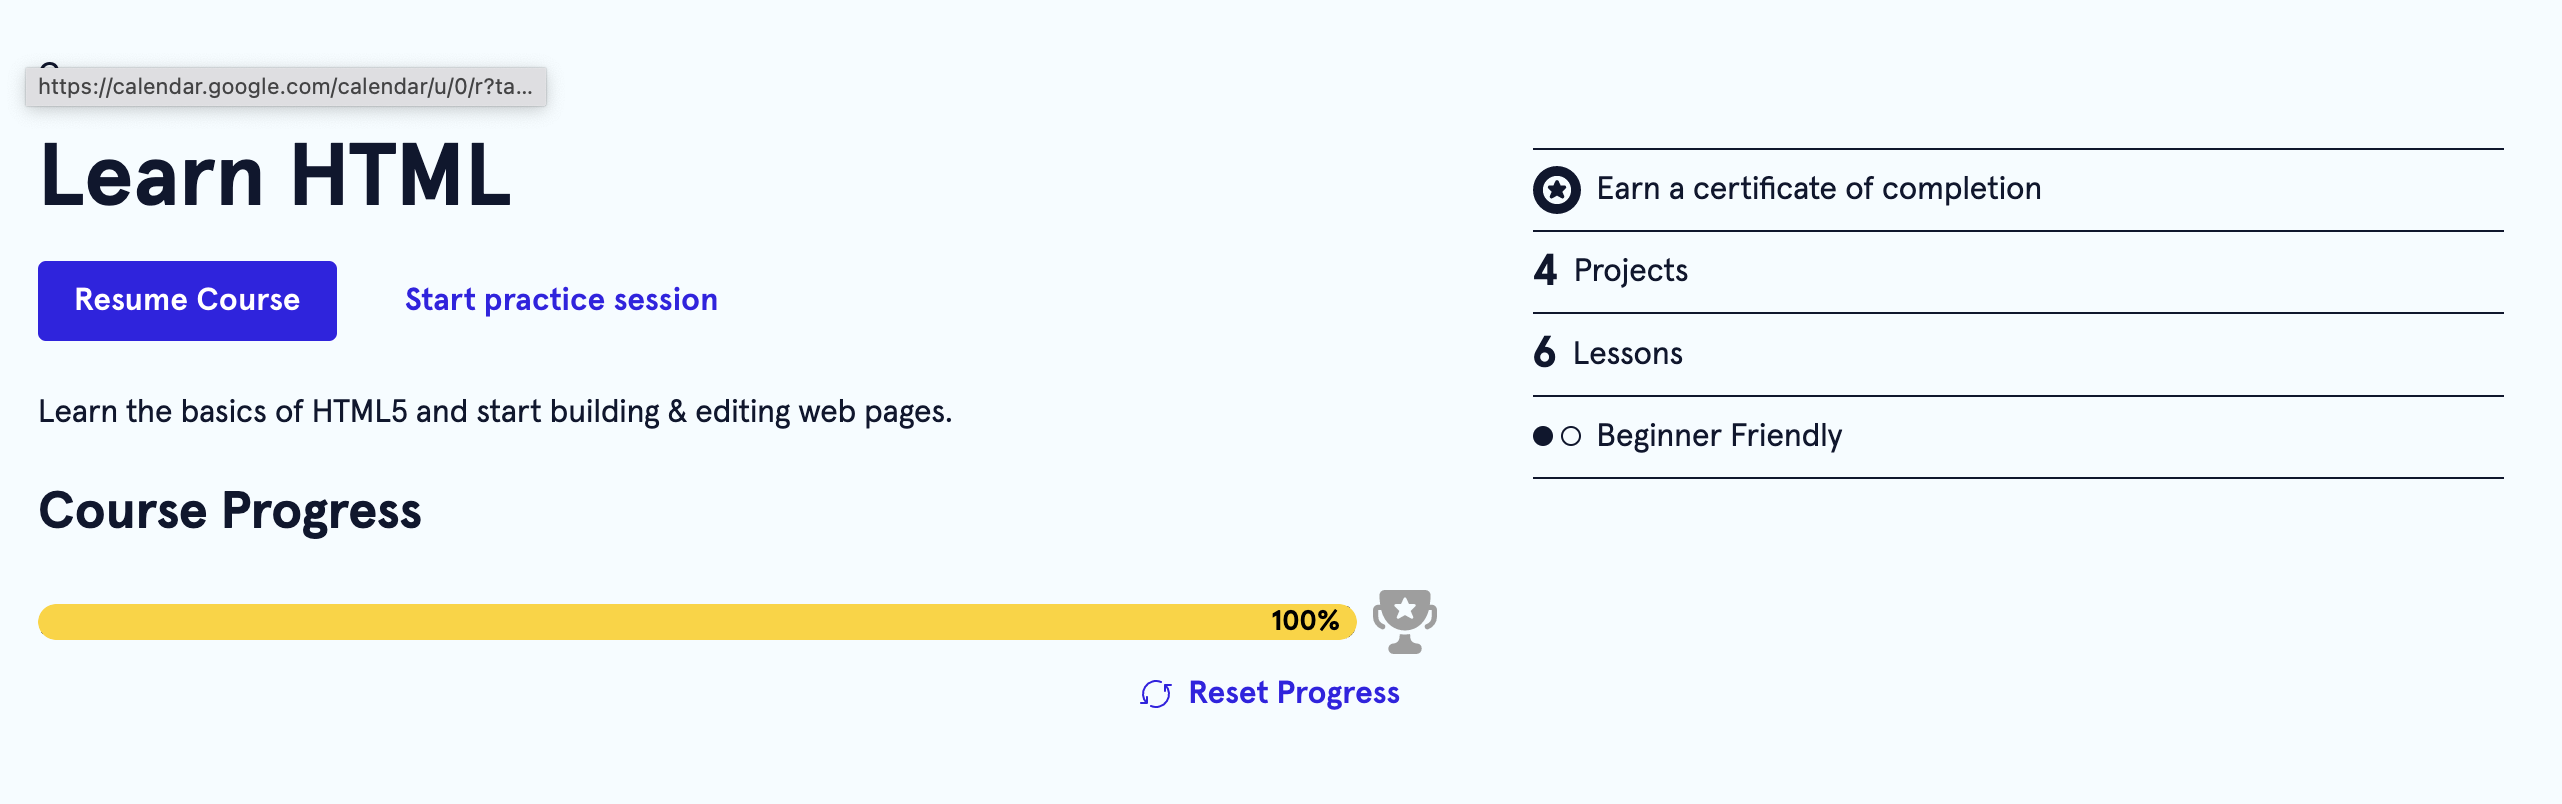 https://calendar.google.com/calendar/u/0/r?ta...
Learn HTML
Resume Course
Start practice session
Learn the basics of HTML5 and start building & editing web pages.
Course Progress
100%
Reset Progress
Earn a certificate of completion
4 Projects
6 Lessons
Beginner Friendly